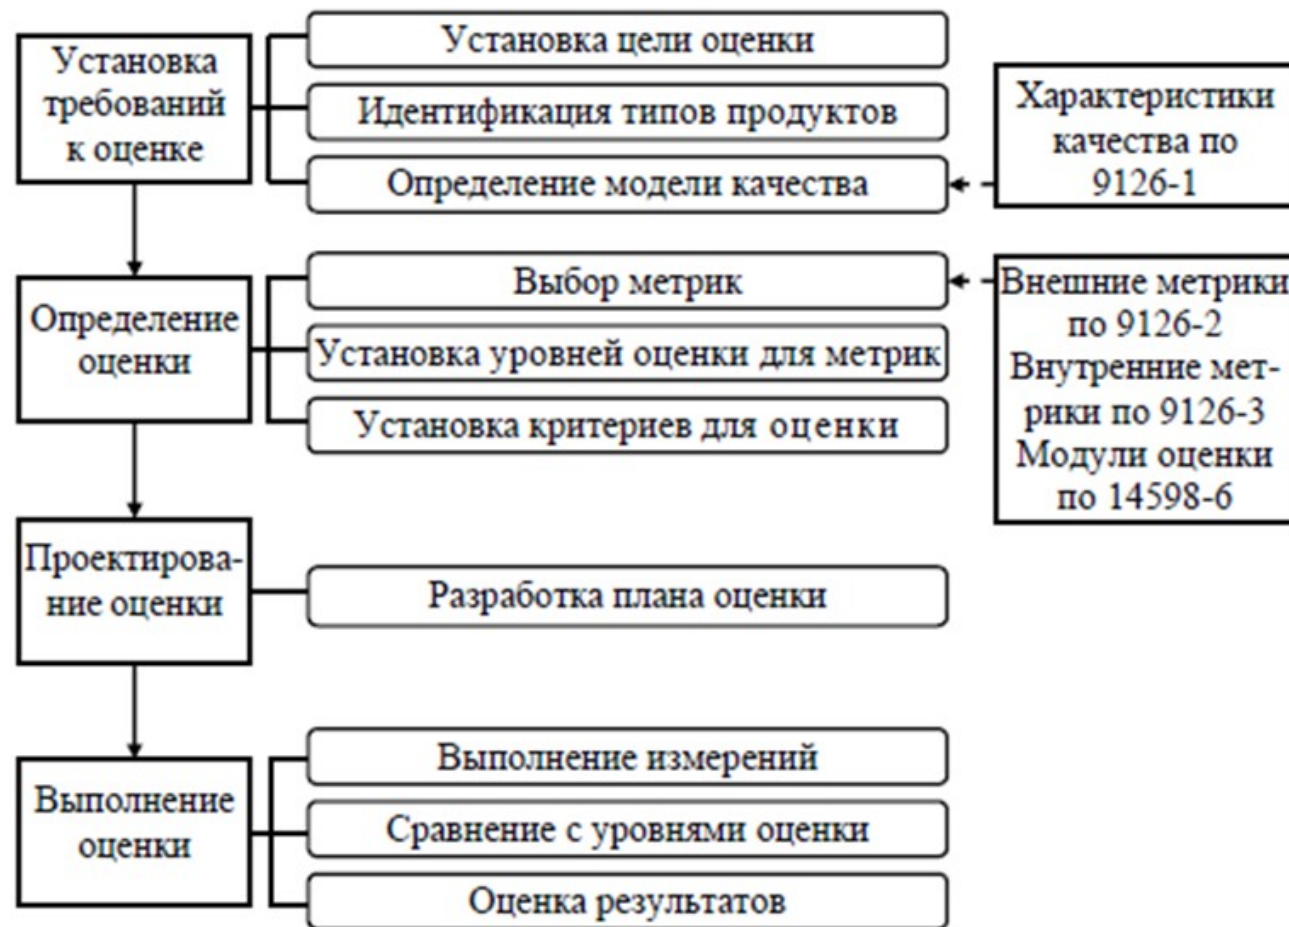 Установка
требований
к оценке
Установка цели оценки
Идентификация типов продуктов
Определение модели качества
Характеристики
качества по
9126-1
Определение
оценки
Выбор метрик
Установка уровней оценки для метрик
Установка критериев для оценки
Внешние метрики
по 9126-2
Внутренние мет-
рики по 9126-3
Модули оценки
по 14598-6
Проектирова-
ние оценки
Разработка плана оценки
Выполнение
оценки
Выполнение измерений
Сравнение с уровнями оценки
Оценка результатов